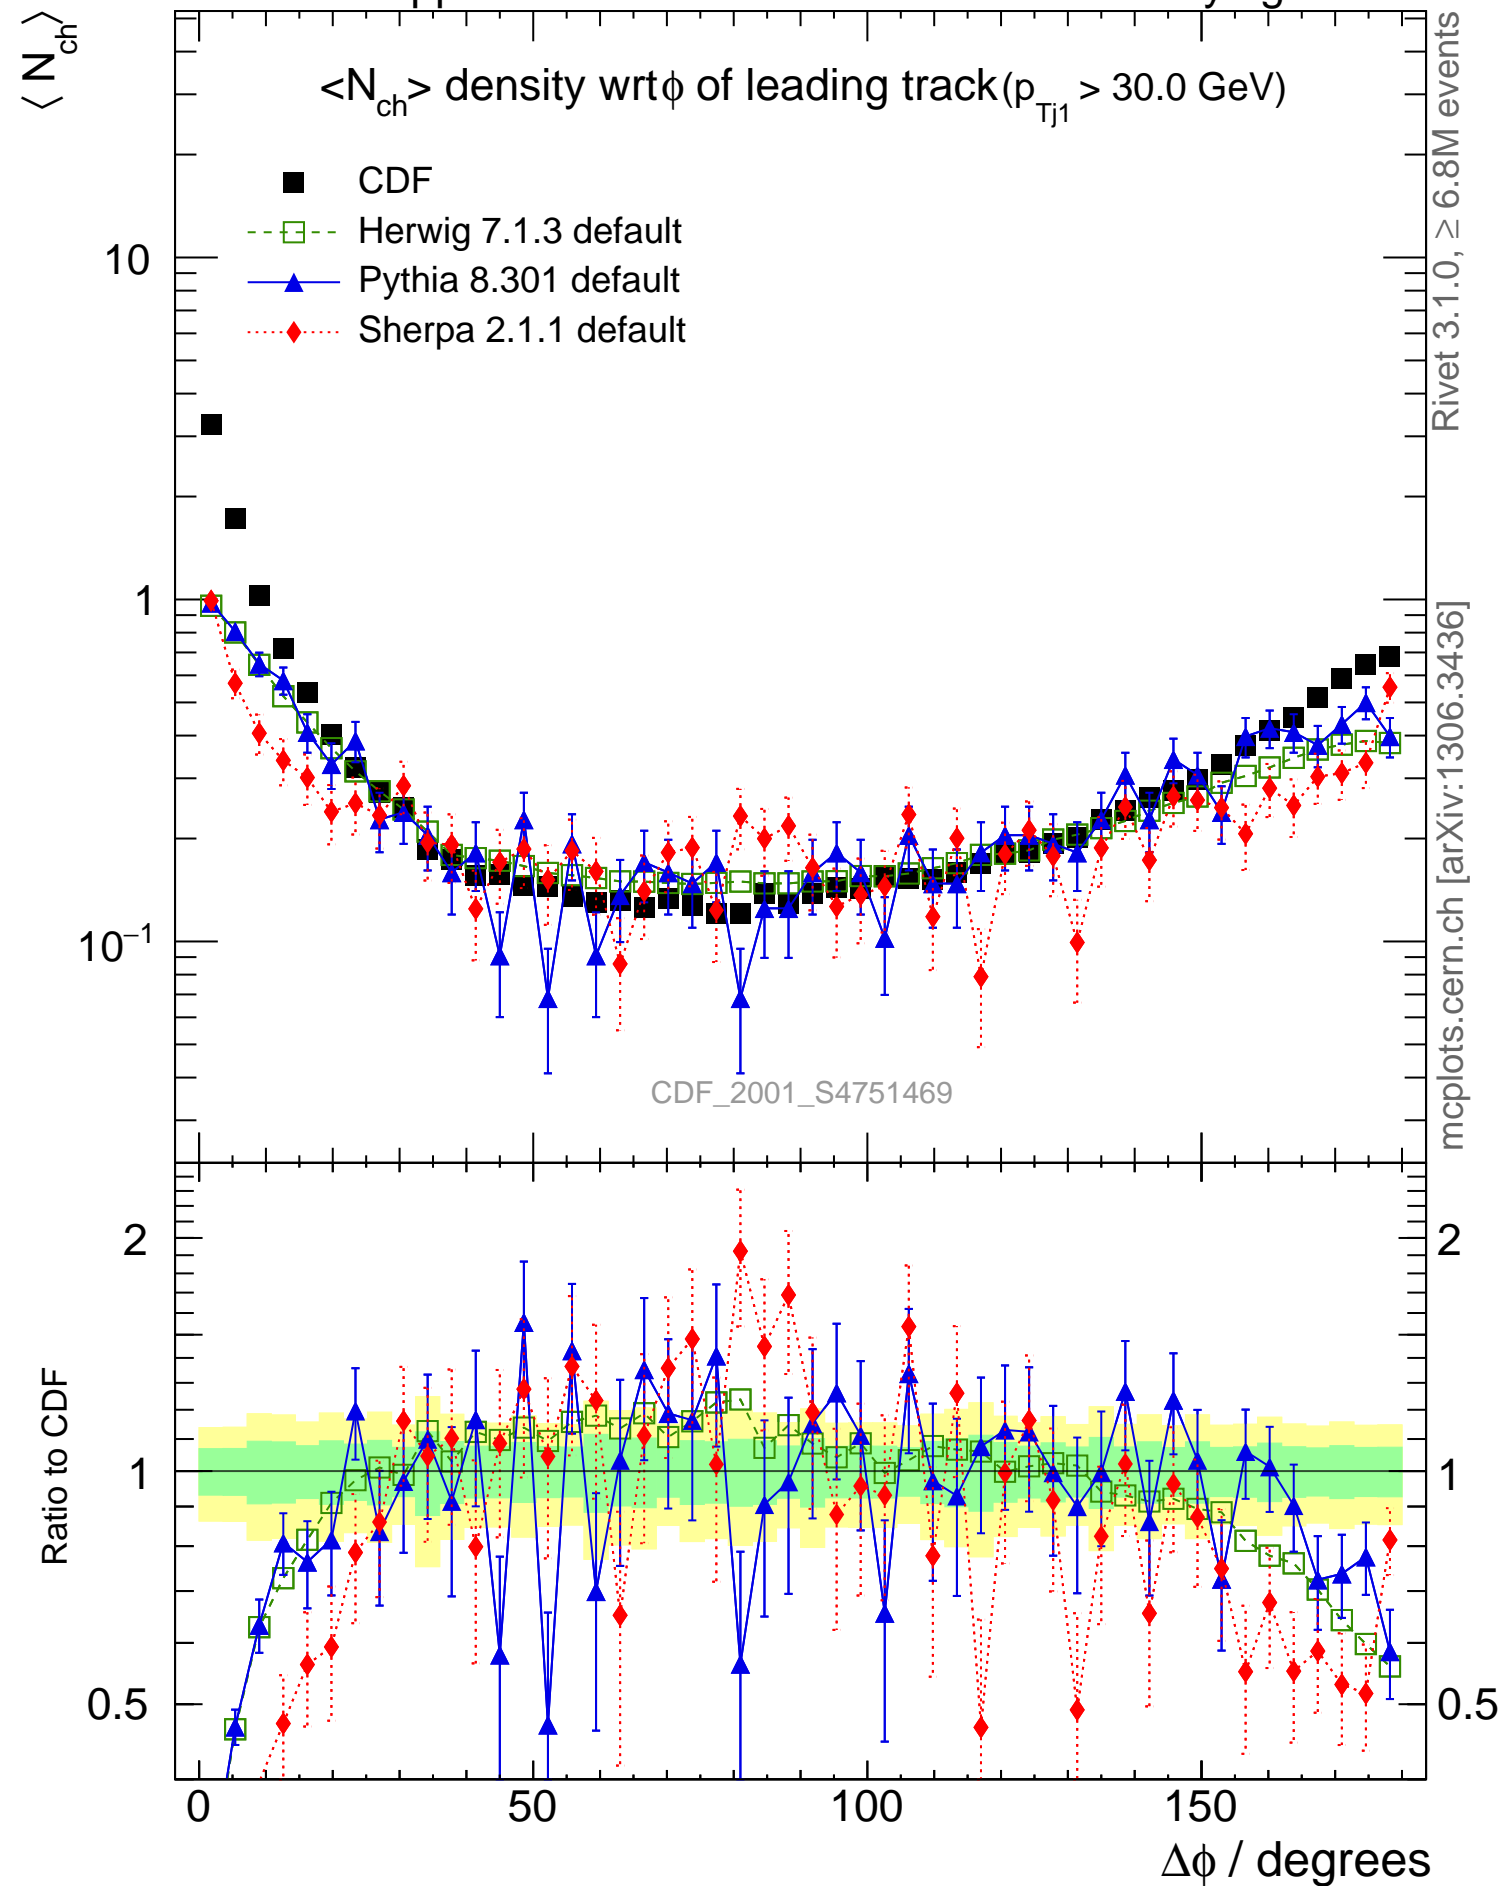 ⟨ N_ch ⟩
<N_ch> density wrt ϕ of leading track (p_Tj1 > 30.0 GeV)
CDF
Herwig 7.1.3 default
Pythia 8.301 default
Sherpa 2.1.1 default
10
1
10⁻¹
CDF_2001_S4751469
Rivet 3.1.0, ≥ 6.8M events
mcplots.cern.ch [arXiv:1306.3436]
Ratio to CDF
2
1
0.5
2
1
0.5
0 50 100 150
Δϕ / degrees